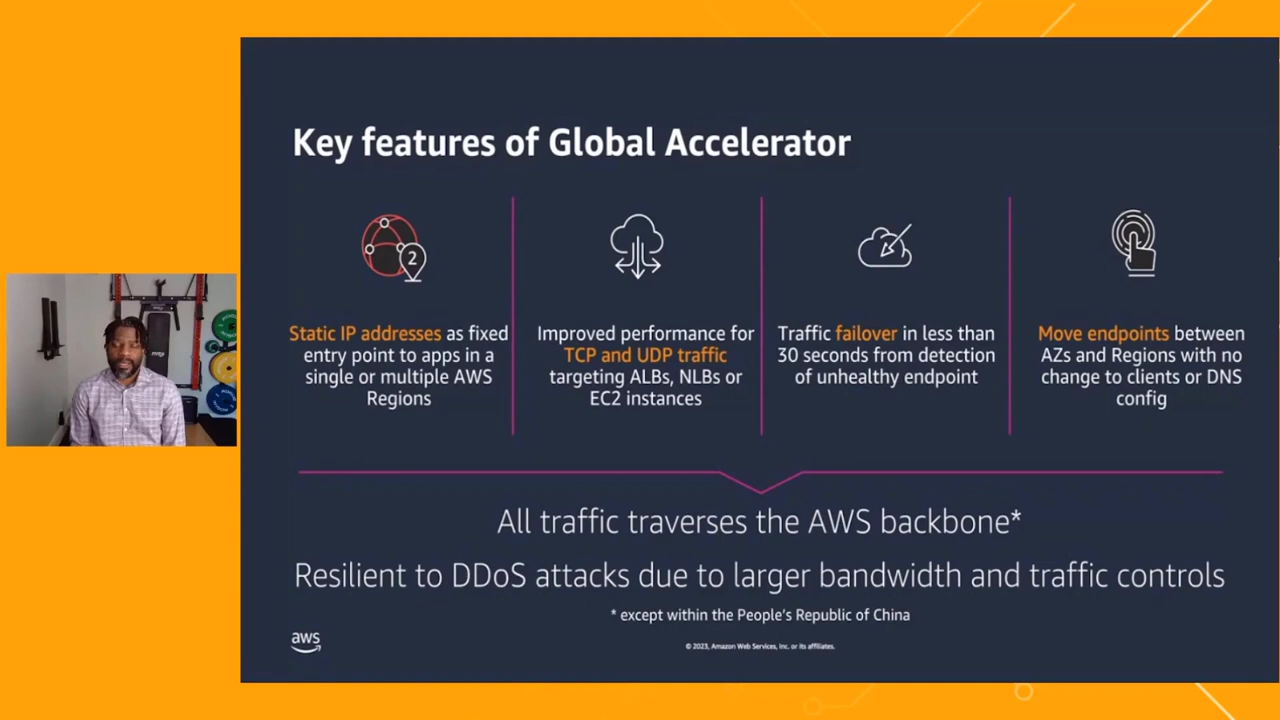 Key features of Global Accelerator
2
Static IP addresses as fixed
entry point to apps in a
single or multiple AWS
Regions
Improved performance for
TCP and UDP traffic
targeting ALBs, NLBs or
EC2 instances
Traffic failover in less than
30 seconds from detection
of unhealthy endpoint
Move endpoints between
AZs and Regions with no
change to clients or DNS
config
All traffic traverses the AWS backbone*
Resilient to DDoS attacks due to larger bandwidth and traffic controls
* except within the People's Republic of China
aws
© 2023, Amazon Web Services, Inc. or its affiliates.